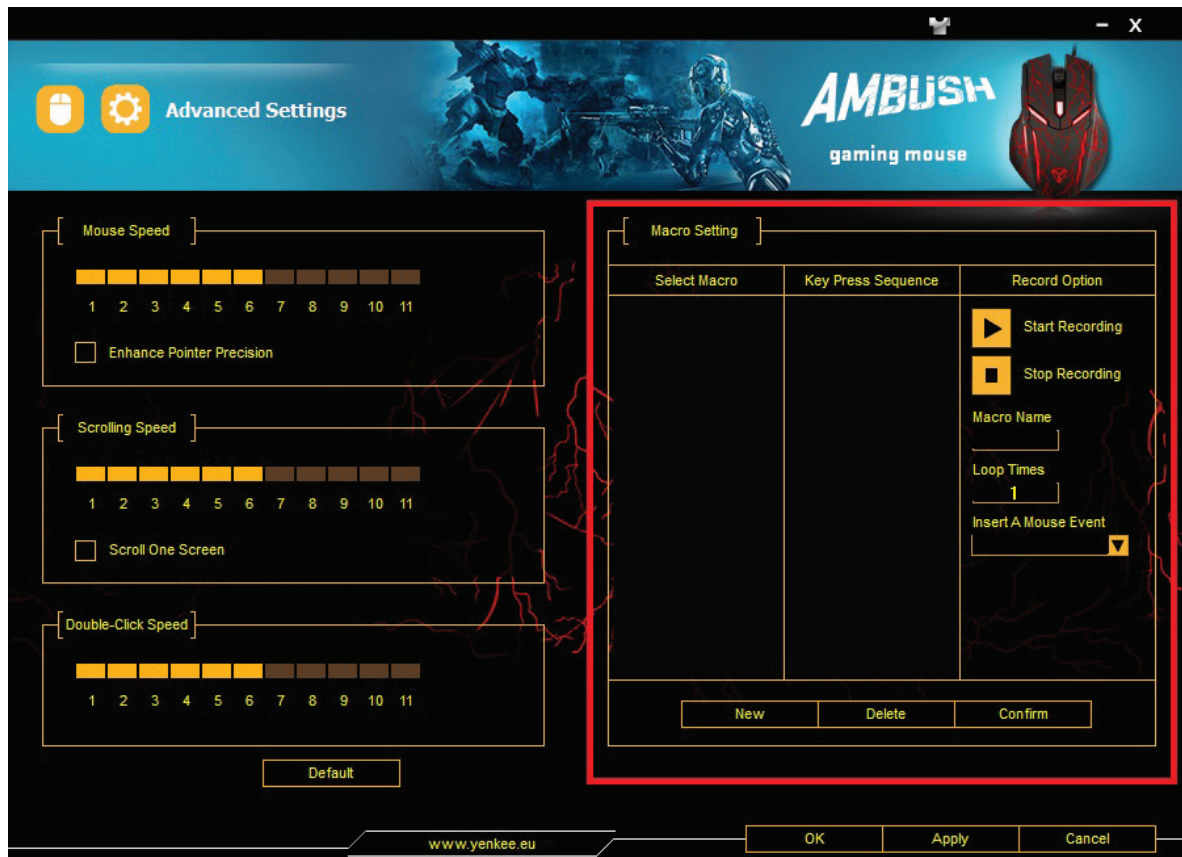 X
Advanced Settings
AMBUSH
gaming mouse
Mouse Speed
1 2 3 4 5 6 7 8 9 10 11
Enhance Pointer Precision
Scrolling Speed
1 2 3 4 5 6 7 8 9 10 11
Scroll One Screen
Double-Click Speed
1 2 3 4 5 6 7 8 9 10 11
Default
Macro Setting
Select Macro Key Press Sequence Record Option
Start Recording
Stop Recording
Macro Name
Loop Times
1
Insert A Mouse Event
New Delete Confirm
www.yenkee.eu
OK Apply Cancel